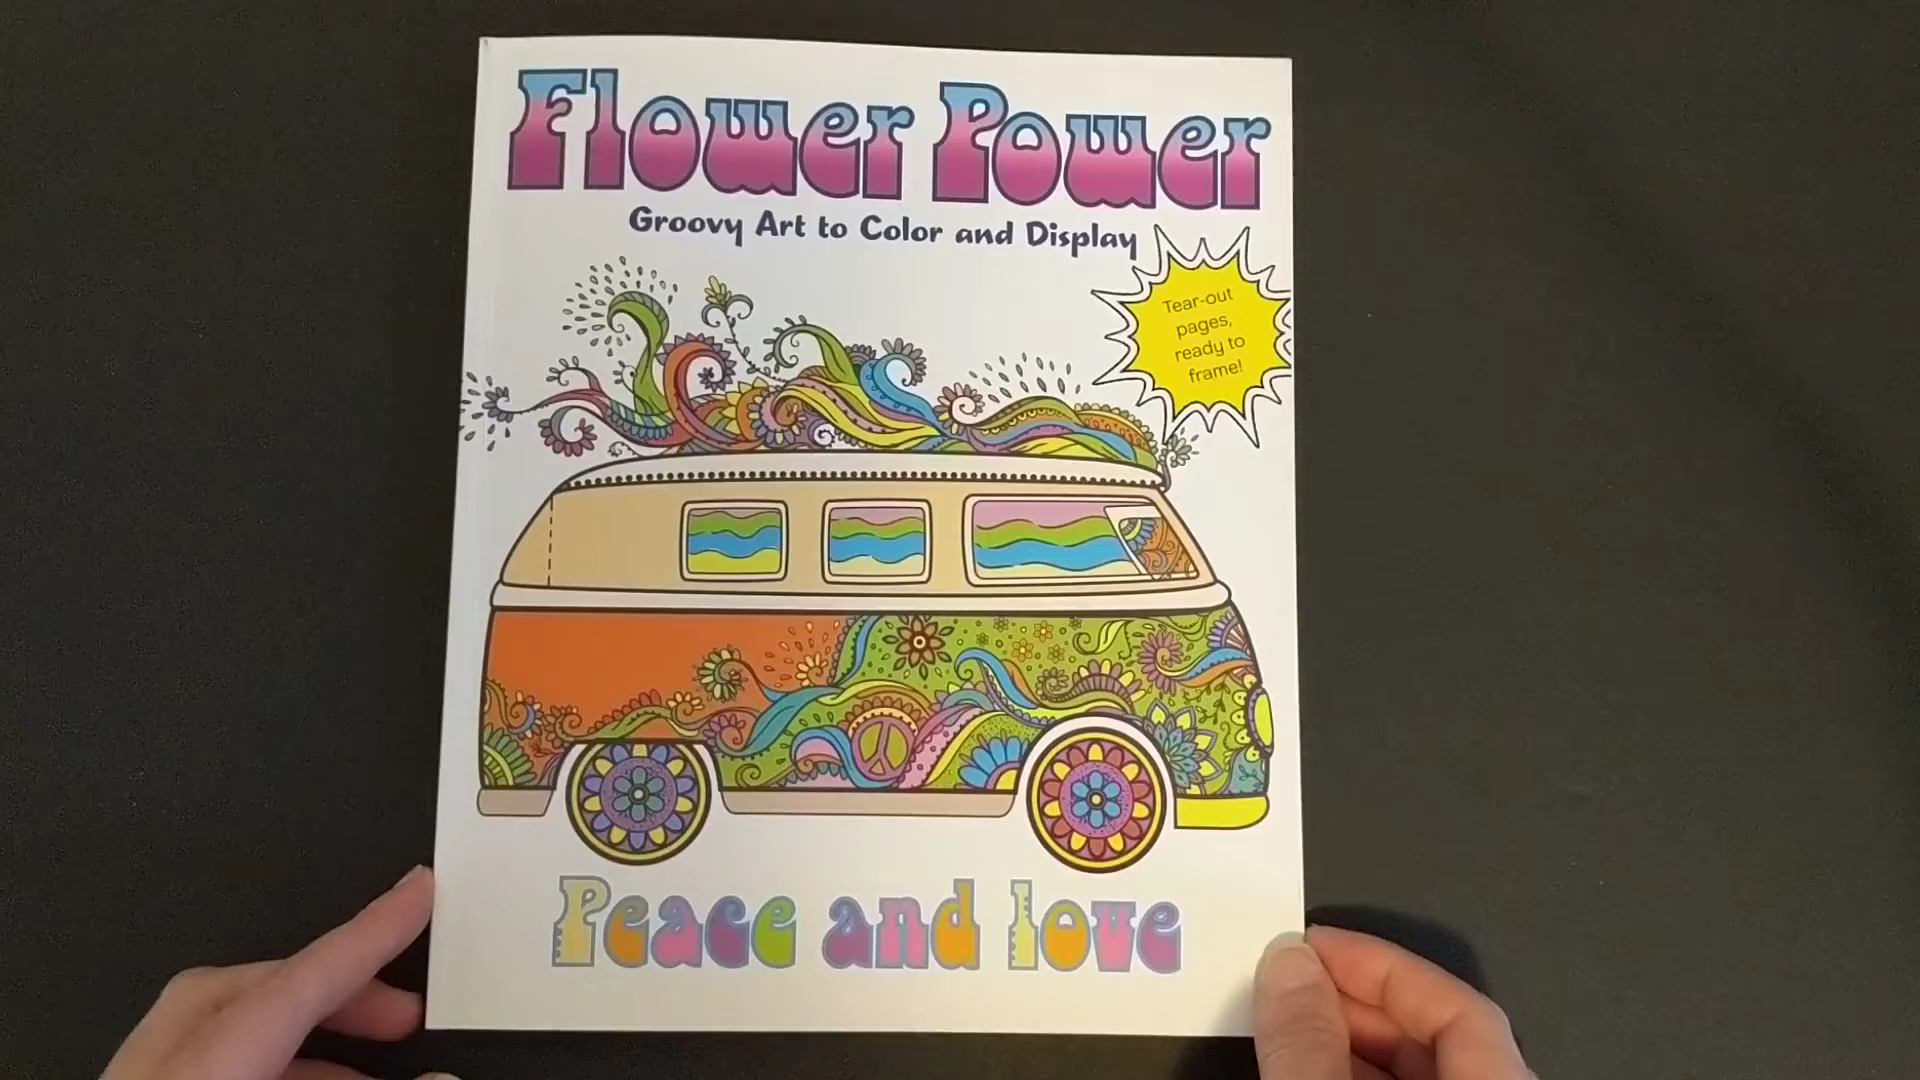 Flower Power
Groovy Art to Color and Display
Tear-out
pages,
ready to
frame!
Peace and love